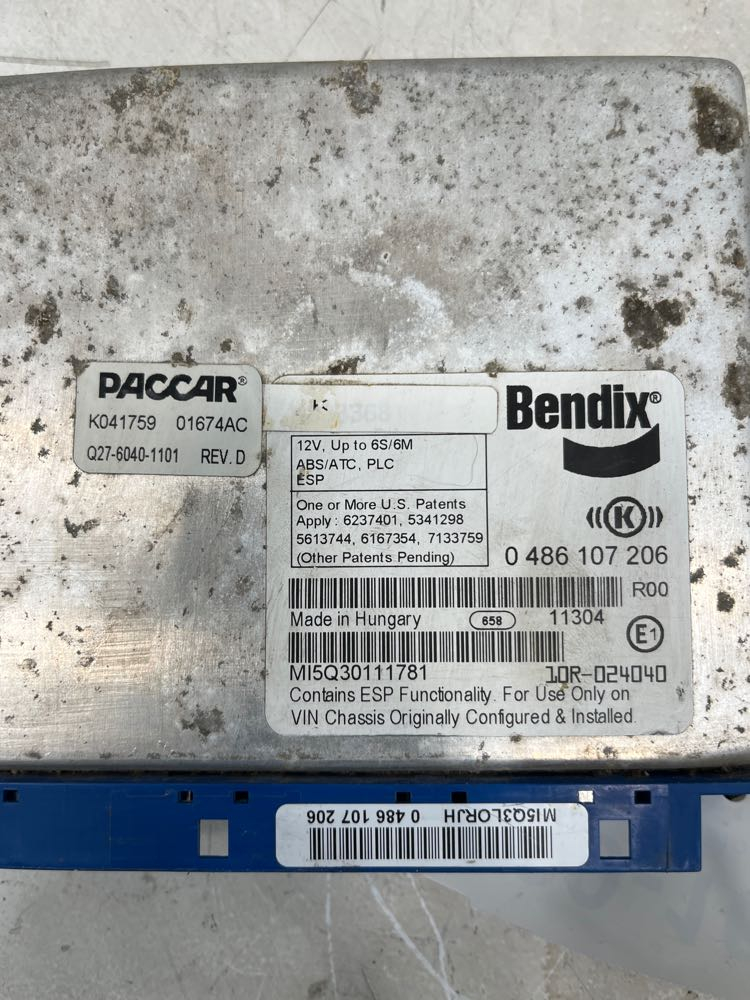 PACCAR®
K041759 01674AC
Q27-6040-1101 REV. D
Bendix®
12V, Up to 6S/6M
ABS/ATC, PLC
ESP
One or More U.S. Patents
Apply : 6237401, 5341298
5613744, 6167354, 7133759
(Other Patents Pending)
K
0 486 107 206
R00
Made in Hungary 658 11304
E1
MI5Q30111781 10R-024040
Contains ESP Functionality. For Use Only on
VIN Chassis Originally Configured & Installed.
MI5Q3LORJH 0 486 107 206